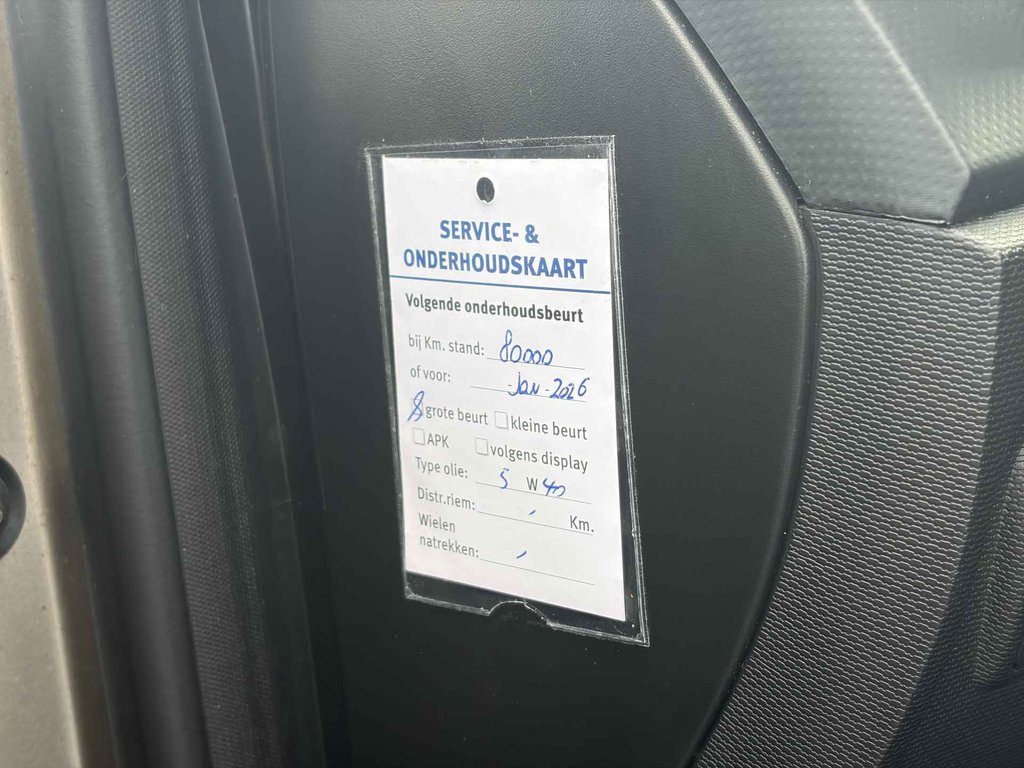 SERVICE- &
ONDERHOUDSKAART
Volgende onderhoudsbeurt
bij Km. stand: 80000
of voor: Jan-2026
grote beurt kleine beurt
APK volgens display
Type olie: 5 W 40
Distr.riem: Km.
Wielen
natrekken: